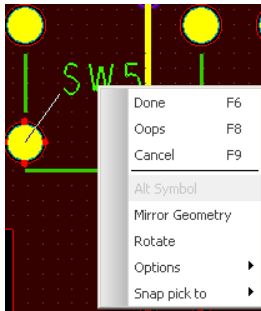 SW5
Done F6
Oops F8
Cancel F9
Alt Symbol
Mirror Geometry
Rotate
Options
Snap pick to